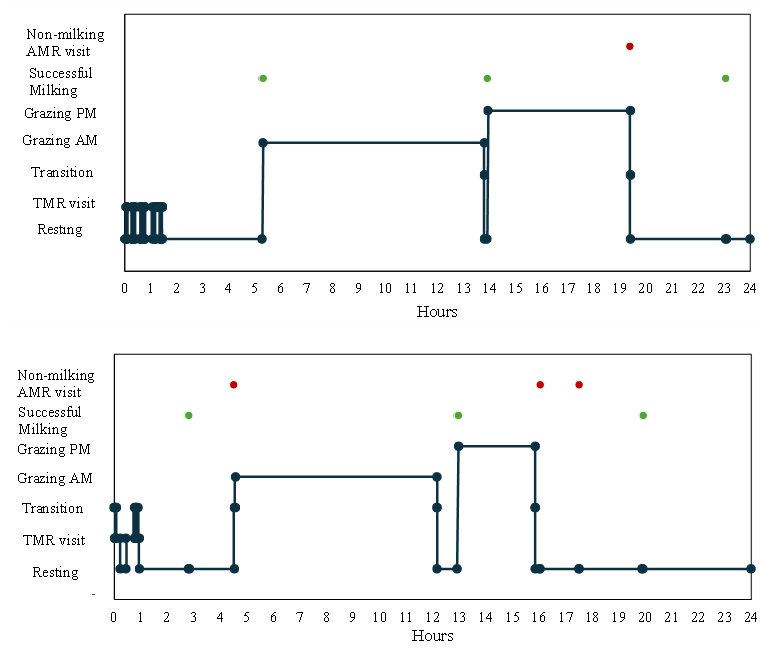 Non-milking
AMR visit
Successful
Milking
Grazing PM
Grazing AM
Transition
TMR visit
Resting
0 1 2 3 4 5 6 7 8 9 10 11 12 13 14 15 16 17 18 19 20 21 22 23 24
Hours
Non-milking
AMR visit
Successful
Milking
Grazing PM
Grazing AM
Transition
TMR visit
Resting
-
0 1 2 3 4 5 6 7 8 9 10 11 12 13 14 15 16 17 18 19 20 21 22 23 24
Hours